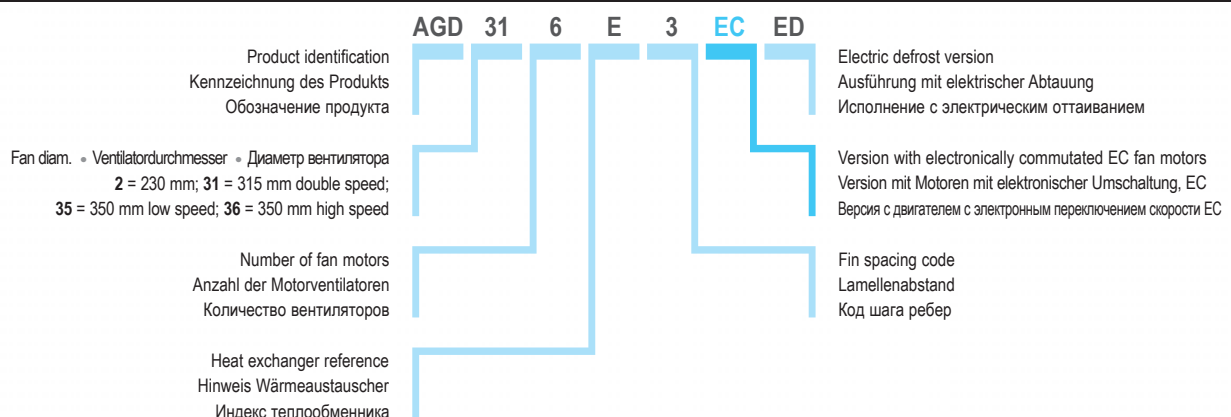 AGD 31 6 E 3 EC ED
Product identification
Kennzeichnung des Produkts
Обозначение продукта
Fan diam. • Ventilatordurchmesser • Диаметр вентилятора
2 = 230 mm; 31 = 315 mm double speed;
35 = 350 mm low speed; 36 = 350 mm high speed
Number of fan motors
Anzahl der Motorventilatoren
Количество вентиляторов
Heat exchanger reference
Hinweis Wärmeaustauscher
Индекс теплообменника
Electric defrost version
Ausführung mit elektrischer Abtauung
Исполнение с электрическим оттаиванием
Version with electronically commutated EC fan motors
Version mit Motoren mit elektronischer Umschaltung, EC
Версия с двигателем с электронным переключением скорости EC
Fin spacing code
Lamellenabstand
Код шага ребер